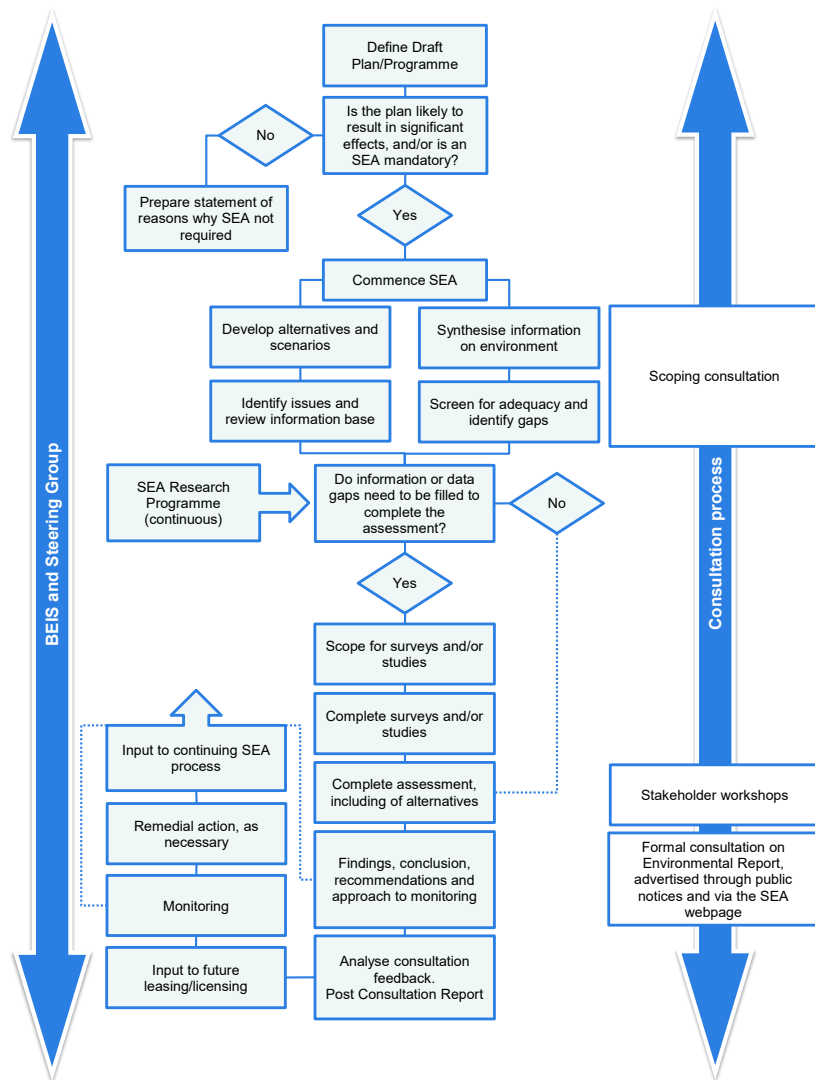 Define Draft
Plan/Programme
Is the plan likely to
result in significant
effects, and/or is an
SEA mandatory?
No
Prepare statement of
reasons why SEA not
required
Yes
Commence SEA
Develop alternatives and
scenarios
Synthesise information
on environment
Scoping consultation
Identify issues and
review information base
Screen for adequacy and
identify gaps
SEA Research
Programme
(continuous)
Do information or data
gaps need to be filled to
complete the
assessment?
No
Yes
BEIS and Steering Group
Consultation process
Scope for surveys and/or
studies
Complete surveys and/or
studies
Input to continuing SEA
process
Complete assessment,
including of alternatives
Stakeholder workshops
Remedial action, as
necessary
Findings, conclusion,
recommendations and
approach to monitoring
Formal consultation on
Environmental Report,
advertised through public
notices and via the SEA
webpage
Monitoring
Input to future
leasing/licensing
Analyse consultation
feedback.
Post Consultation Report